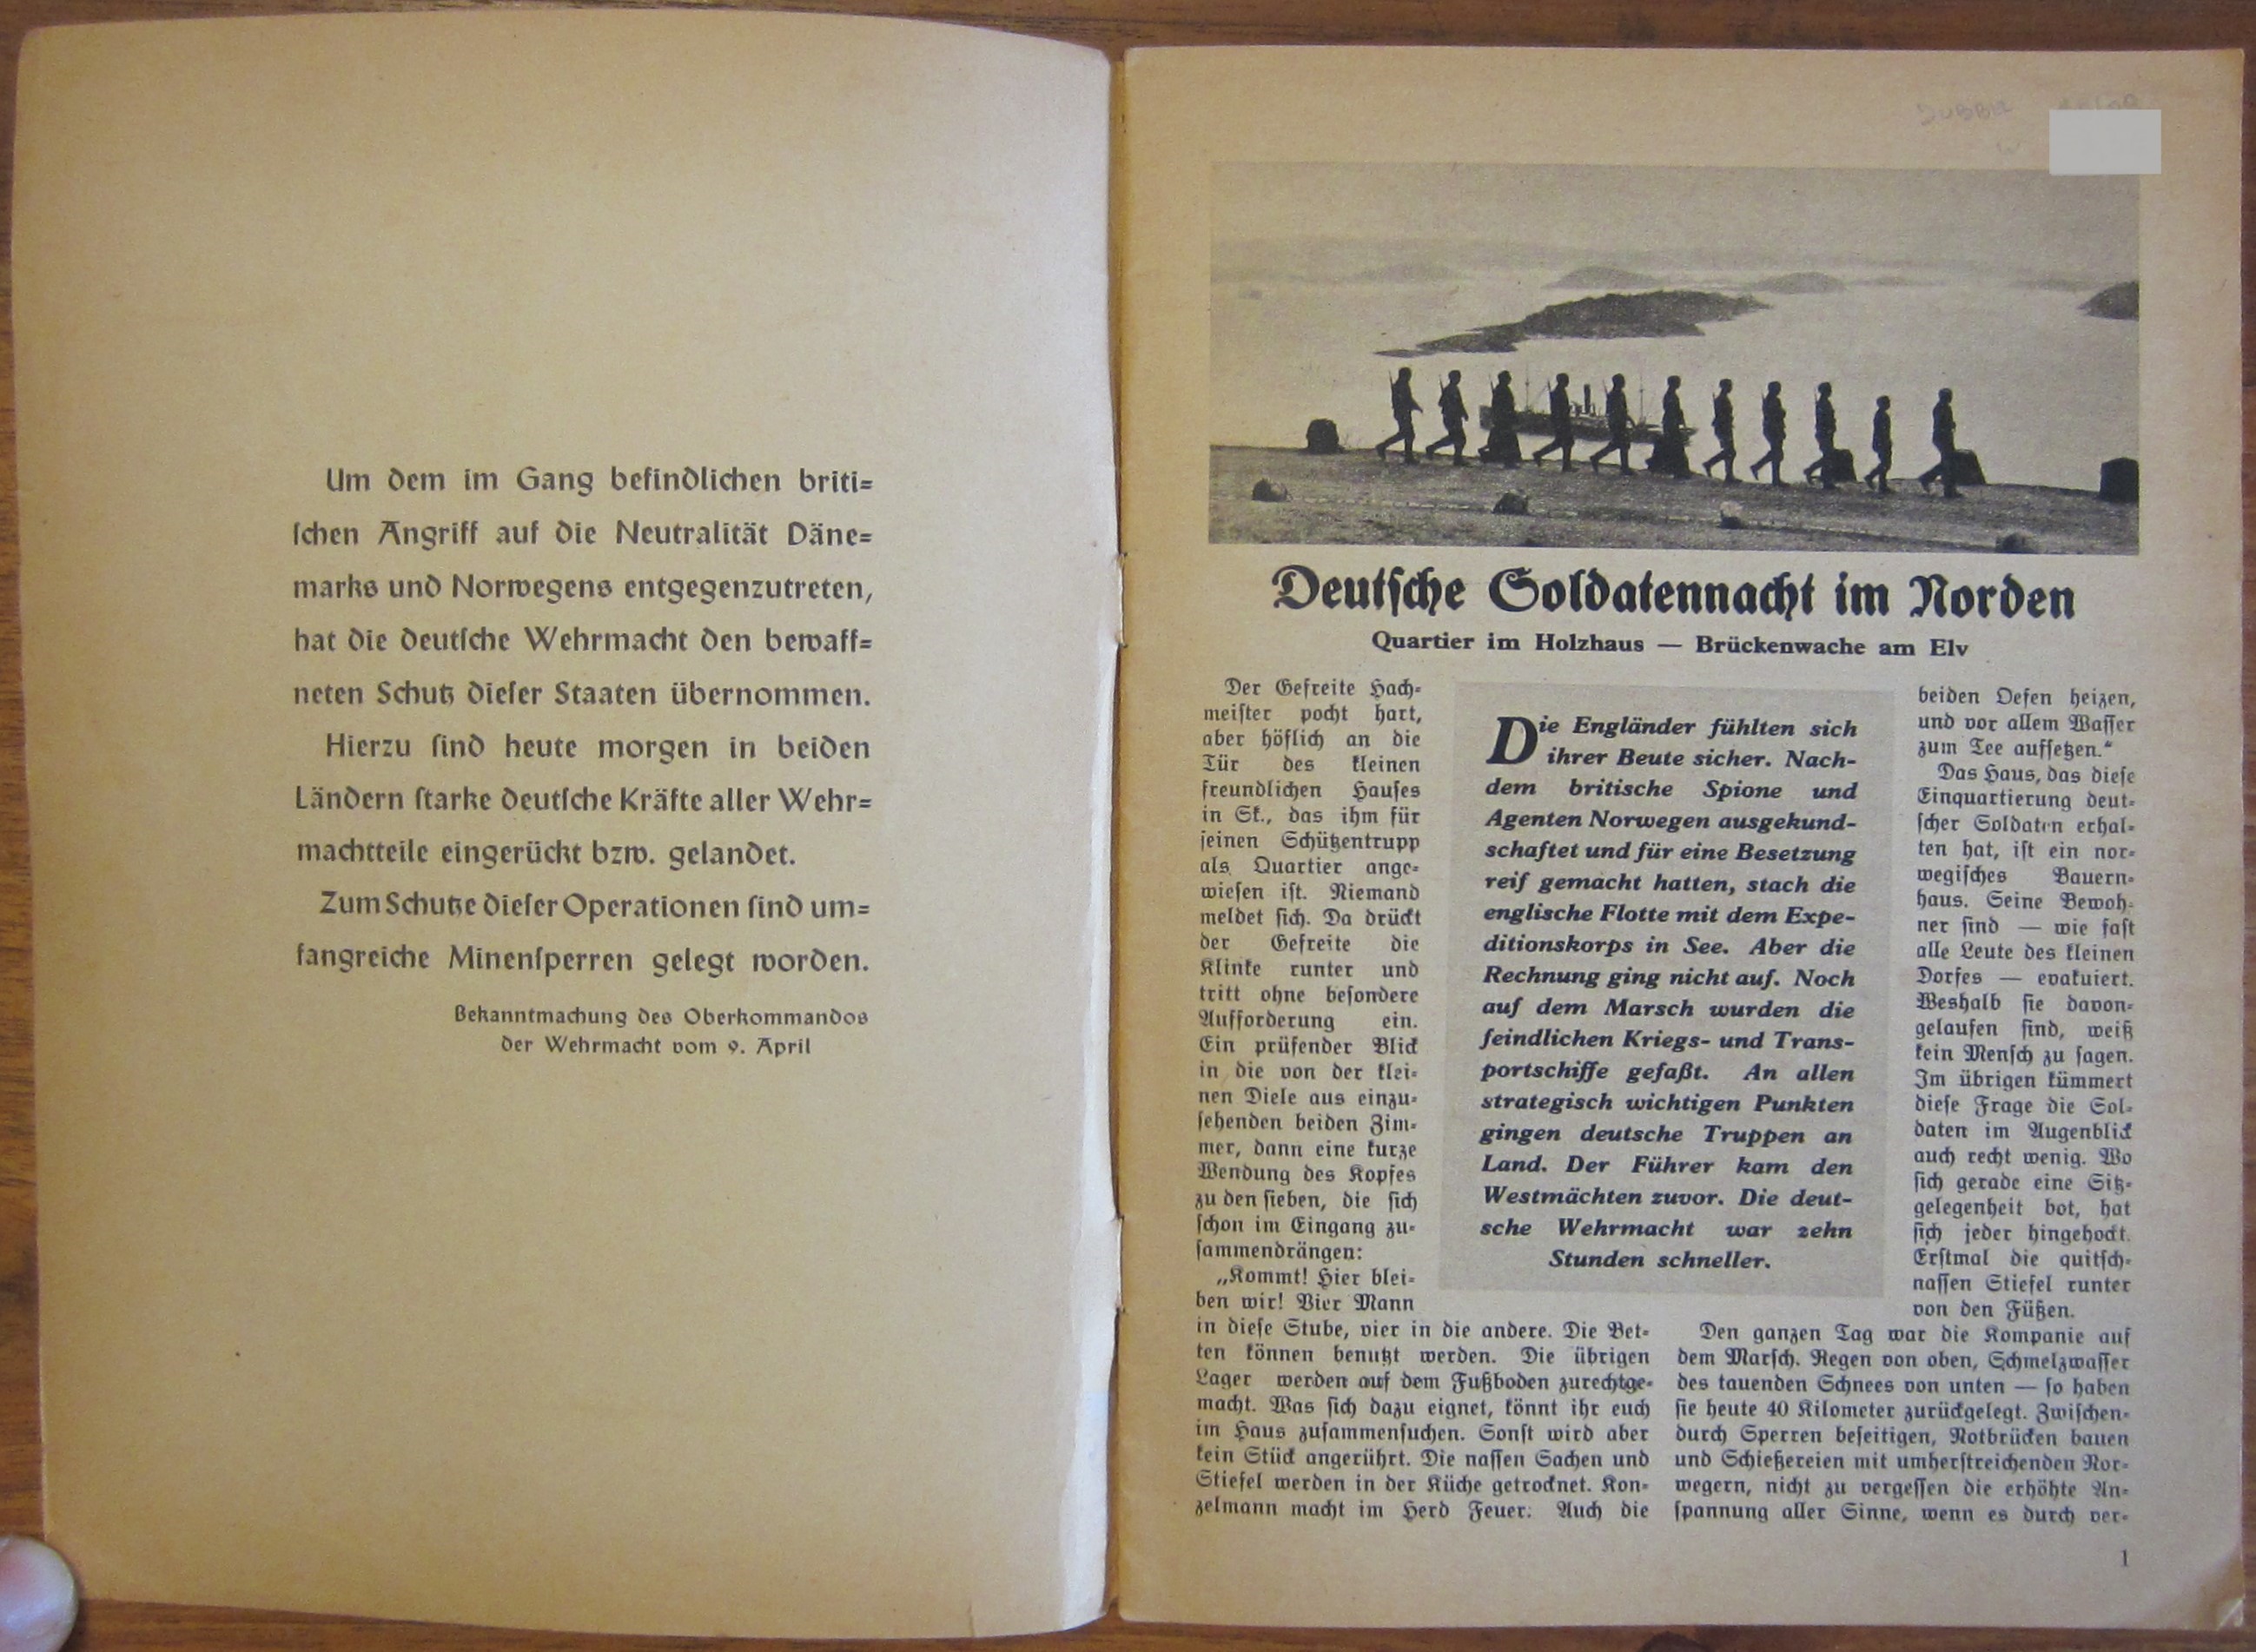 Um dem im Gang befindlichen briti=
ſchen Angriff auf die Neutralität Däne=
marks und Norwegens entgegenzutreten,
hat die deutſche Wehrmacht den bewaff=
neten Schutz dieſer Staaten übernommen.
Hierzu ſind heute morgen in beiden
Ländern ſtarke deutſche Kräfte aller Wehr=
machtteile eingerückt bzw. gelandet.
Zum Schutze dieſer Operationen ſind um=
fangreiche Minenſperren gelegt worden.
Bekanntmachung des Oberkommandos
der Wehrmacht vom 9. April
Deutſche Soldatennacht im Norden
Quartier im Holzhaus — Brückenwache am Elv
Der Gefreite Hach=
meiſter pocht hart,
aber höflich an die
Tür des kleinen
freundlichen Hauſes
in Sk., das ihm für
ſeinen Schützentrupp
als Quartier ange=
wieſen iſt. Niemand
meldet ſich. Da drückt
der Gefreite die
Klinke runter und
tritt ohne beſondere
Aufforderung ein.
Ein prüfender Blick
in die von der klei=
nen Diele aus einzu=
ſehenden beiden Zim=
mer, dann eine kurze
Wendung des Kopfes
zu den ſieben, die ſich
ſchon im Eingang zu=
ſammendrängen:
„Kommt! Hier blei=
ben wir! Vier Mann
in dieſe Stube, vier in die andere. Die Bet=
ten können benutzt werden. Die übrigen
Lager werden auf dem Fußboden zurechtge=
macht. Was ſich dazu eignet, könnt ihr euch
im Haus zuſammenſuchen. Sonſt wird aber
kein Stück angerührt. Die naſſen Sachen und
Stiefel werden in der Küche getrocknet. Kon=
zelmann macht im Herd Feuer. Auch die
Die Engländer fühlten sich
ihrer Beute sicher. Nach-
dem britische Spione und
Agenten Norwegen ausgekund-
schaftet und für eine Besetzung
reif gemacht hatten, stach die
englische Flotte mit dem Expe-
ditionskorps in See. Aber die
Rechnung ging nicht auf. Noch
auf dem Marsch wurden die
feindlichen Kriegs- und Trans-
portschiffe gefaßt. An allen
strategisch wichtigen Punkten
gingen deutsche Truppen an
Land. Der Führer kam den
Westmächten zuvor. Die deut-
sche Wehrmacht war zehn
Stunden schneller.
beiden Oefen heizen,
und vor allem Waſſer
zum Tee aufſetzen.“
Das Haus, das dieſe
Einquartierung deut=
ſcher Soldaten erhal=
ten hat, iſt ein nor=
wegiſches Bauern=
haus. Seine Bewoh=
ner ſind — wie faſt
alle Leute des kleinen
Dorfes — evakuiert.
Weshalb ſie davon=
gelaufen ſind, weiß
kein Menſch zu ſagen.
Im übrigen kümmert
dieſe Frage die Sol=
daten im Augenblick
auch recht wenig. Wo
ſich gerade eine Sitz=
gelegenheit bot, hat
ſich jeder hingehockt.
Erſtmal die quitſch=
naſſen Stiefel runter
von den Füßen.
Den ganzen Tag war die Kompanie auf
dem Marſch. Regen von oben, Schmelzwaſſer
des tauenden Schnees von unten — ſo haben
ſie heute 40 Kilometer zurückgelegt. Zwiſchen=
durch Sperren beſeitigen, Notbrücken bauen
und Schießereien mit umherſtreichenden Nor=
wegern, nicht zu vergeſſen die erhöhte An=
ſpannung aller Sinne, wenn es durch ver=
1